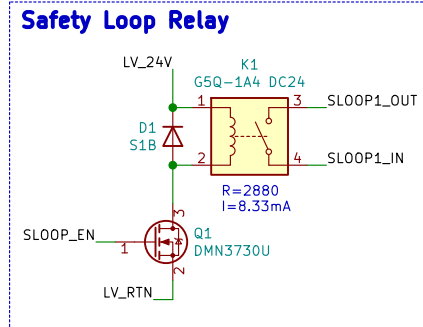 Safety Loop Relay
LV_24V
K1
G5Q-1A4 DC24
1
3
SLOOP1_OUT
D1
S1B
2
4
SLOOP1_IN
R=2880
I=8.33mA
3
SLOOP_EN
1
Q1
DMN3730U
2
LV_RTN